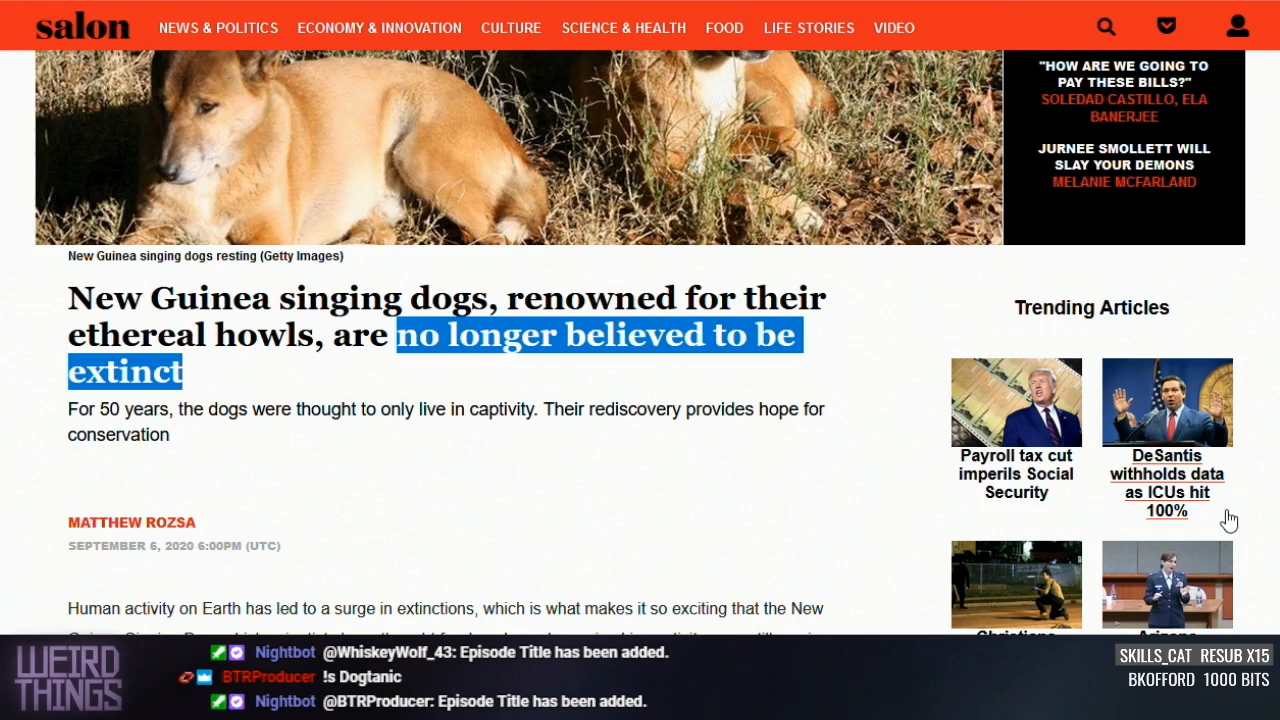 salon
NEWS & POLITICS
ECONOMY & INNOVATION
CULTURE
SCIENCE & HEALTH
FOOD
LIFE STORIES
VIDEO
"HOW ARE WE GOING TO
PAY THESE BILLS?"
SOLEDAD CASTILLO, ELA
BANERJEE
JURNEE SMOLLETT WILL
SLAY YOUR DEMONS
MELANIE MCFARLAND
New Guinea singing dogs resting (Getty Images)
New Guinea singing dogs, renowned for their
ethereal howls, are no longer believed to be
extinct
For 50 years, the dogs were thought to only live in captivity. Their rediscovery provides hope for
conservation
MATTHEW ROZSA
SEPTEMBER 6, 2020 6:00PM (UTC)
Human activity on Earth has led to a surge in extinctions, which is what makes it so exciting that the New
Trending Articles
Payroll tax cut
imperils Social
Security
DeSantis
withholds data
as ICUs hit
100%
WEIRD
THINGS
Nightbot @WhiskeyWolf_43: Episode Title has been added.
BTRProducer !s Dogtanic
Nightbot @BTRProducer: Episode Title has been added.
SKILLS_CAT RESUB X15
BKOFFORD 1000 BITS